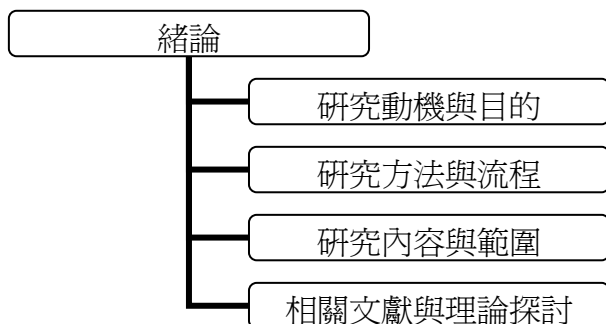 緒論
研究動機與目的
研究方法與流程
研究內容與範圍
相關文獻與理論探討